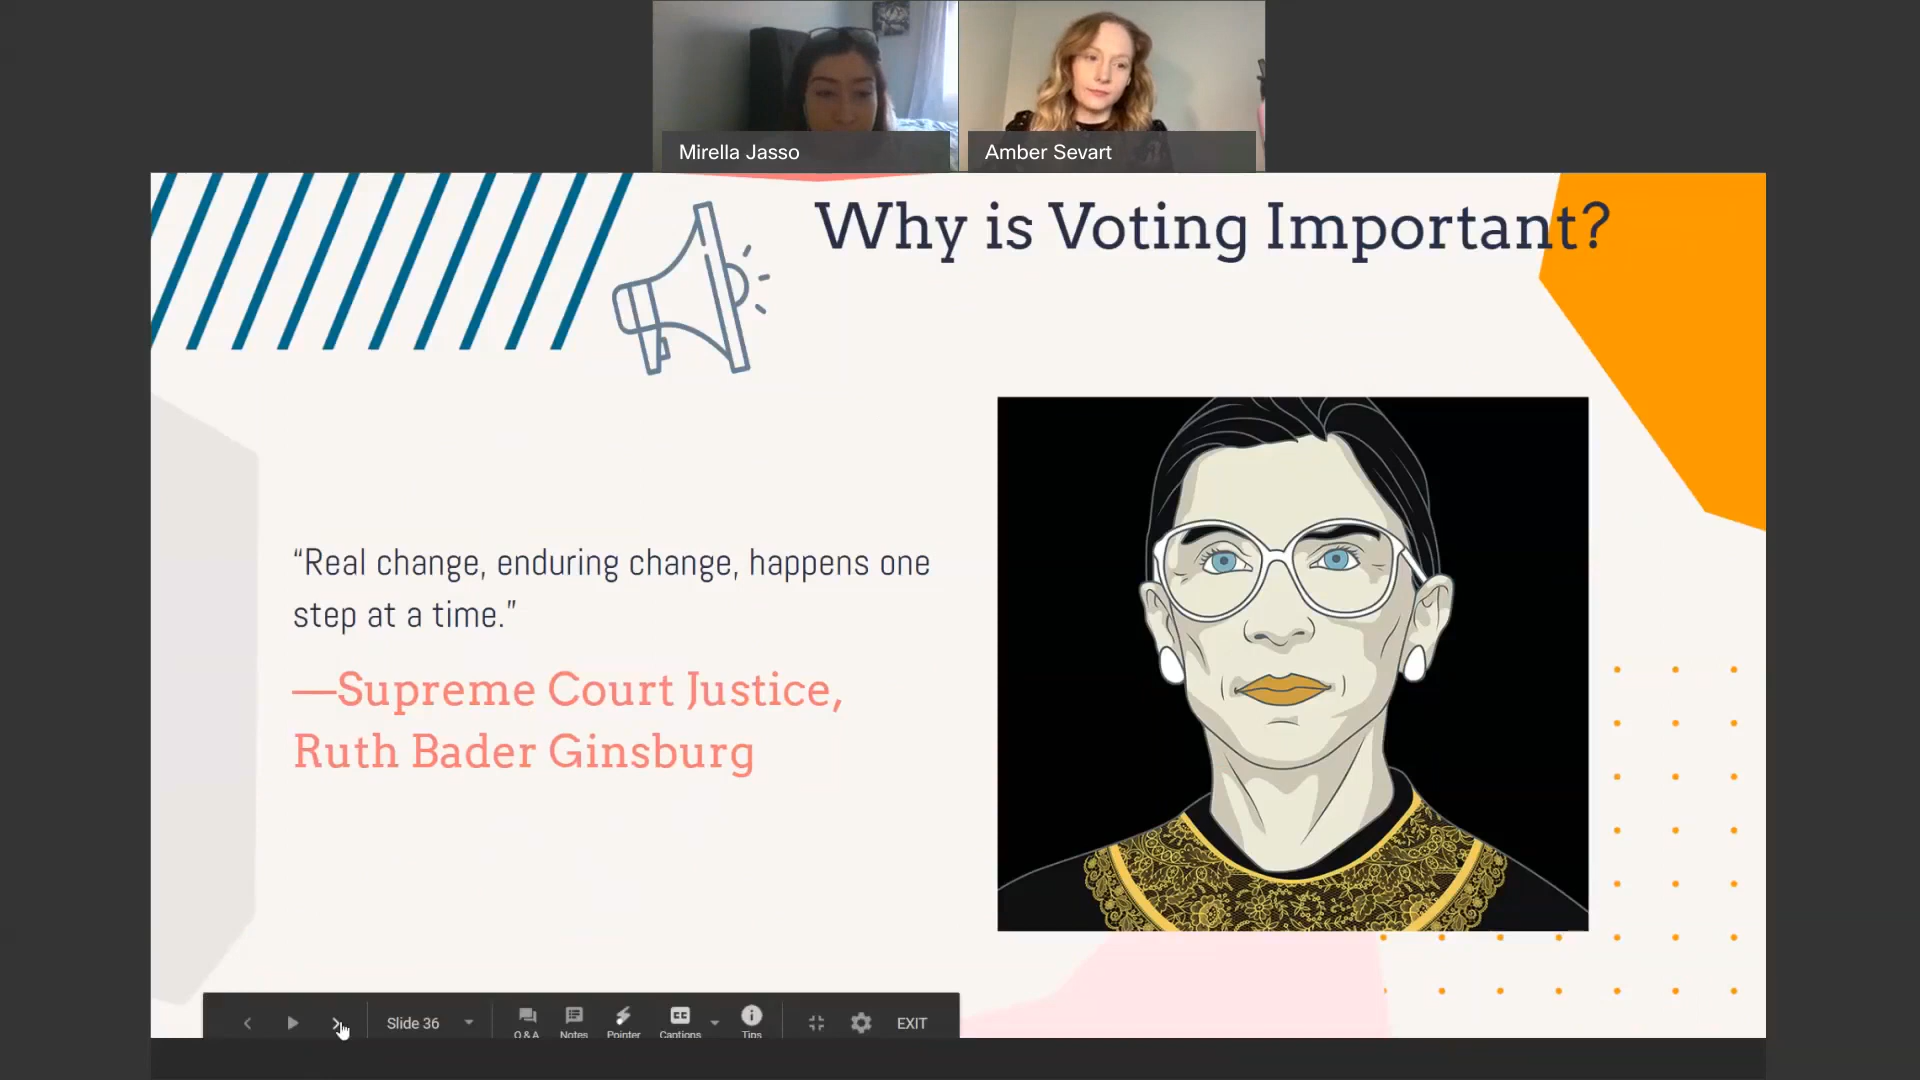 Mirella Jasso
Amber Sevart
Why is Voting Important?
“Real change, enduring change, happens one
step at a time.”
—Supreme Court Justice,
Ruth Bader Ginsburg
Slide 36
Q & A
Notes
Pointer
Captions
Tips
EXIT